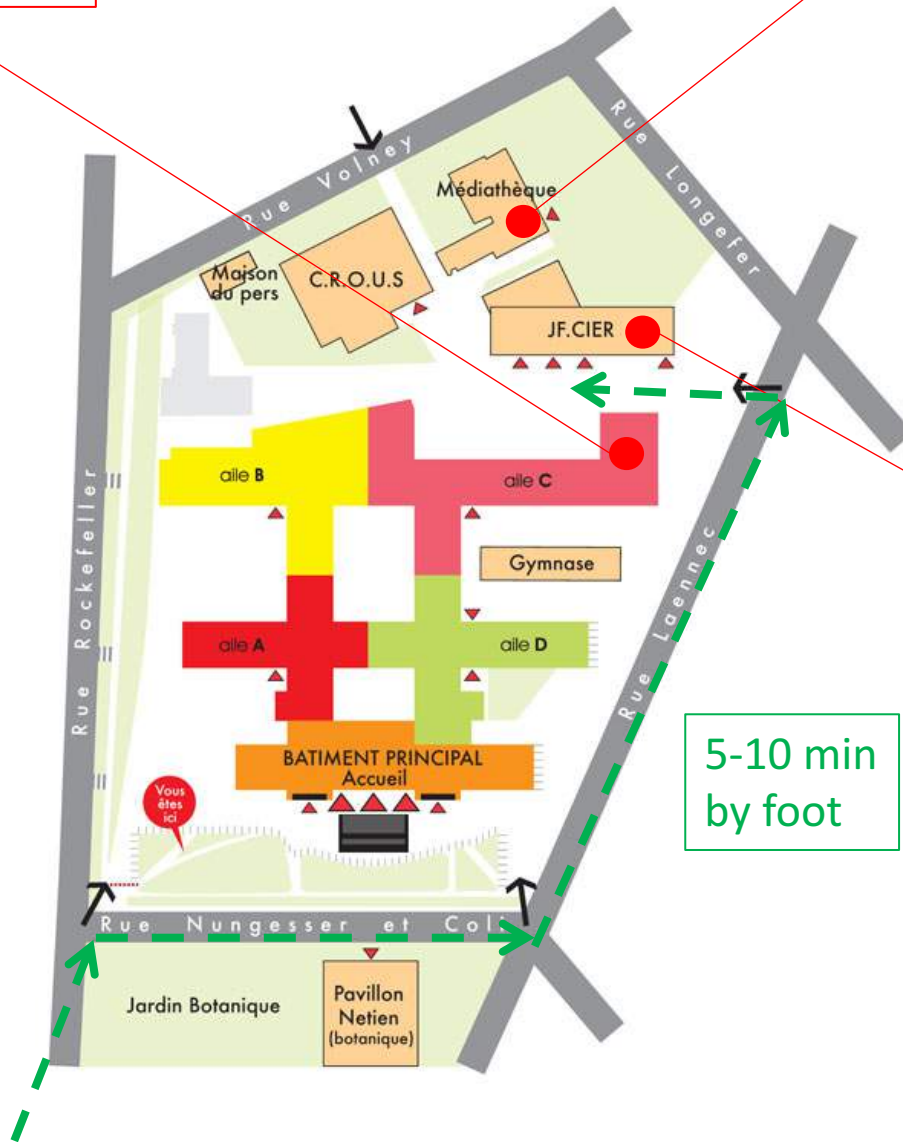 Rue Volney
Rue Longefer
Médiathèque
Maison
du pers
C.R.O.U.S
JF.CIER
aile B
aile C
Rue Rockefeller
Gymnase
Rue Laennec
aile A
aile D
BATIMENT PRINCIPAL
Accueil
Vous
êtes
ici
5-10 min
by foot
Rue Nungesser et Coli
Jardin Botanique
Pavillon
Netien
(botanique)